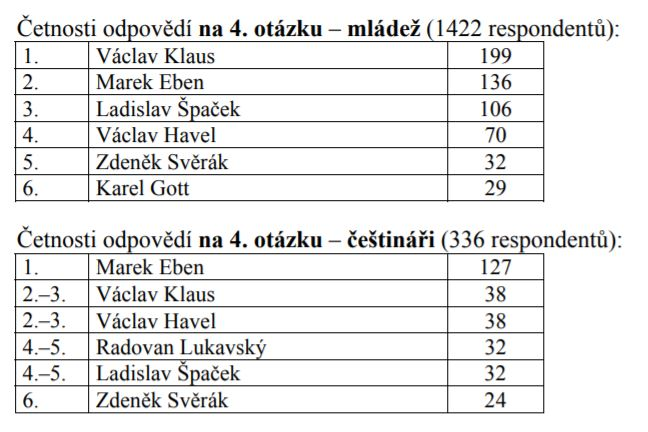 Četnosti odpovědí na 4. otázku – mládež (1422 respondentů):
1. Václav Klaus 199
2. Marek Eben 136
3. Ladislav Špaček 106
4. Václav Havel 70
5. Zdeněk Svěrák 32
6. Karel Gott 29
Četnosti odpovědí na 4. otázku – češtináři (336 respondentů):
1. Marek Eben 127
2.–3. Václav Klaus 38
2.–3. Václav Havel 38
4.–5. Radovan Lukavský 32
4.–5. Ladislav Špaček 32
6. Zdeněk Svěrák 24